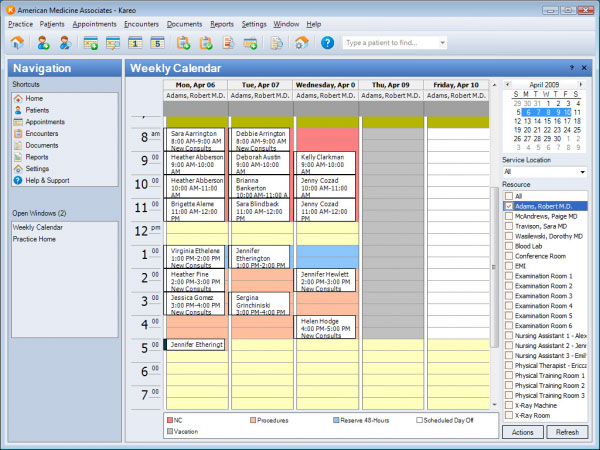 American Medicine Associates - Kareo
Practice Patients Appointments Encounters Documents Reports Settings Window Help
1 5 ? Type a patient to find...
Navigation
Shortcuts
Home
Patients
Appointments
Encounters
Documents
Reports
Settings
Help & Support
Open Windows (2)
Weekly Calendar
Practice Home
Weekly Calendar ? ×
Mon, Apr 06 Tue, Apr 07 Wednesday, Apr 0 Thu, Apr 09 Friday, Apr 10
Adams, Robert M.D. Adams, Robert M.D. Adams, Robert M.D. Adams, Robert M.D. Adams, Robert M.D.
8 am
Sara Aarrington
8:00 AM-9:00 AM
New Consults
Debbie Arrington
8:00 AM-9:00 AM
New Consults
9 00
Heather Abberson
9:00 AM-10:00
AM
Deborah Austin
9:00 AM-10:00
AM
Kelly Clarkman
9:00 AM-10:00
AM
10 00
Heather Abberson
10:00 AM-11:00
AM
Brianna
Bankerton
10:00 AM-11:00 A
Jenny Cozad
10:00 AM-11:00
AM
11 00
Brigette Aleme
11:00 AM-12:00
PM
Sara Blindback
11:00 AM-12:00
PM
Jenny Cozad
11:00 AM-12:00
PM
12 pm
1 00
Virginia Ethelene
1:00 PM-2:00 PM
New Consults
Jennifer
Etherington
1:00 PM-2:00 PM
2 00
Heather Fine
2:00 PM-3:00 PM
New Consults
Jennifer Hewlett
2:00 PM-3:00 PM
New Consults
3 00
Jessica Gomez
3:00 PM-4:00 PM
New Consults
Sergina
Grinchiniski
3:00 PM-4:00 PM
4 00
Helen Hodge
4:00 PM-5:00 PM
New Consults
5 00
Jennifer Etheringt
6 00
7 00
NC Procedures Reserve 48-Hours Scheduled Day Off
Vacation
April 2009
S M T W T F S
29 30 31 1 2 3 4
5 6 7 8 9 10 11
12 13 14 15 16 17 18
19 20 21 22 23 24 25
26 27 28 29 30 1 2
3 4 5 6 7 8 9
Service Location
All
Resource
All
Adams, Robert M.D.
McAndrews, Paige MD
Travison, Sara MD
Wasilewski, Dorothy MD
Blood Lab
Conference Room
EMI
Examination Room 1
Examination Room 2
Examination Room 3
Examination Room 4
Examination Room 5
Examination Room 6
Nursing Assistant 1 - Alex
Nursing Assistant 2 - Jenn
Nursing Assistant 3 - Emil
Physical Therapist - Ericca
Physical Training Room 1
Physical Training Room 2
Physical Training Room 3
X-Ray Machine
X-Ray Room
Actions Refresh